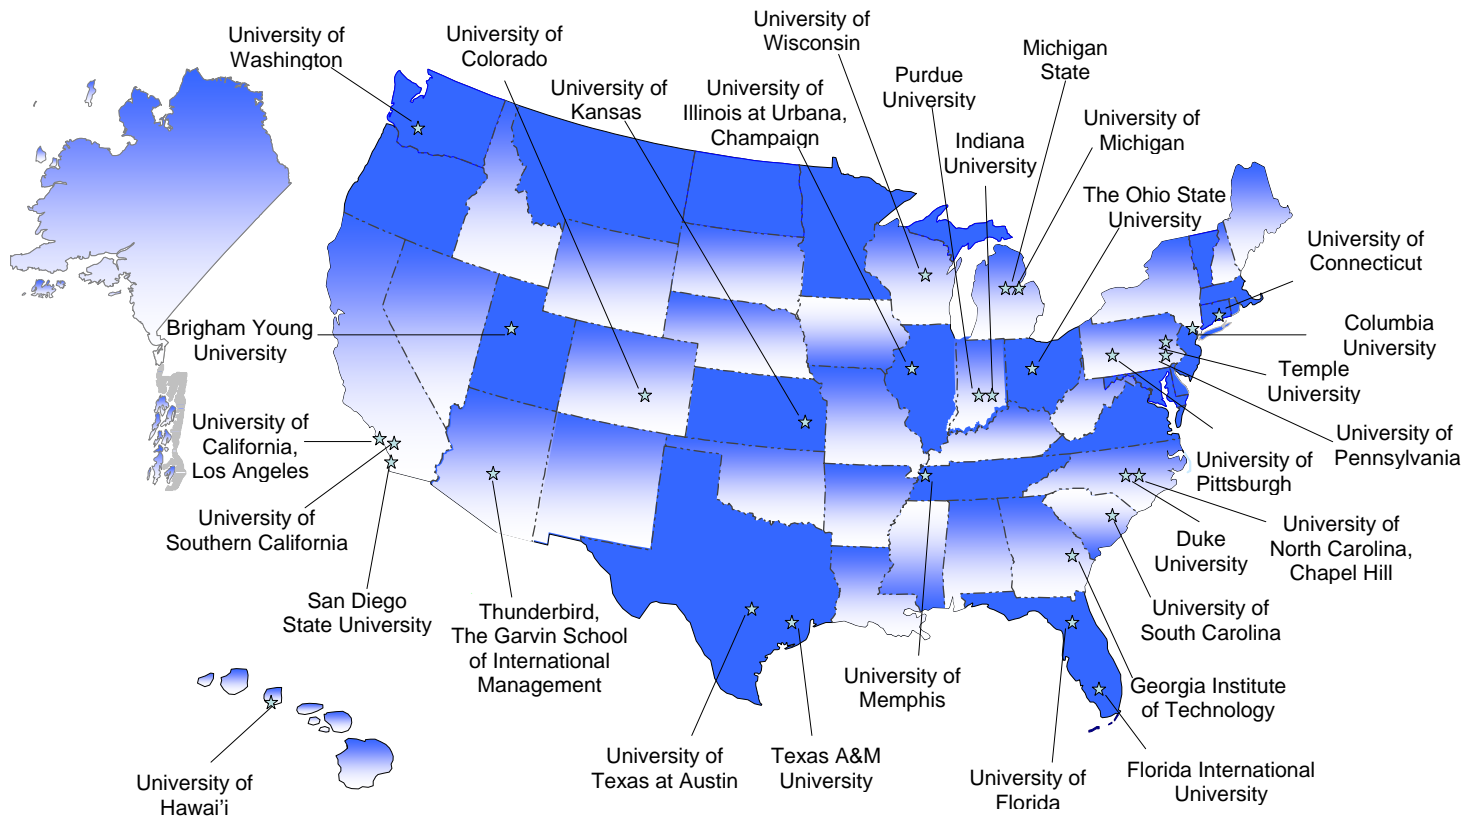 University of
Washington
University of
Colorado
University of
Kansas
University of
Illinois at Urbana,
Champaign
University of
Wisconsin
Purdue
University
Michigan
State
Indiana
University
University of
Michigan
The Ohio State
University
University of
Connecticut
Columbia
University
Temple
University
University of
Pennsylvania
University of
Pittsburgh
University of
North Carolina,
Chapel Hill
Duke
University
University of
South Carolina
Georgia Institute
of Technology
Florida International
University
University of
Florida
University of
Memphis
Texas A&M
University
University of
Texas at Austin
Thunderbird,
The Garvin School
of International
Management
San Diego
State University
University of
Southern California
University of
California,
Los Angeles
Brigham Young
University
University of
Hawai'i